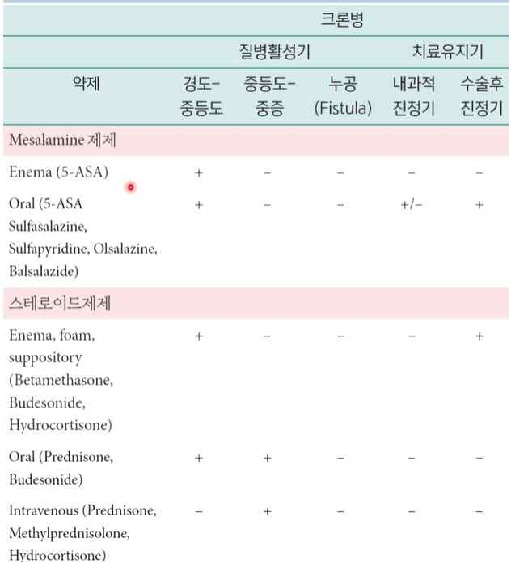 크론병
질병활성기 치료유지기
약제 경도– 중등도– 누공 내과적 수술후
중등도 중증 (Fistula) 진정기 진정기
Mesalamine 제제
Enema (5-ASA) + – – – –
Oral (5-ASA + – – +/– +
Sulfasalazine,
Sulfapyridine, Olsalazine,
Balsalazide)
스테로이드제제
Enema, foam, + – – – +
suppository
(Betamethasone,
Budesonide,
Hydrocortisone)
Oral (Prednisone, + + – – –
Budesonide)
Intravenous (Prednisone, – + – – –
Methylprednisolone,
Hydrocortisone)